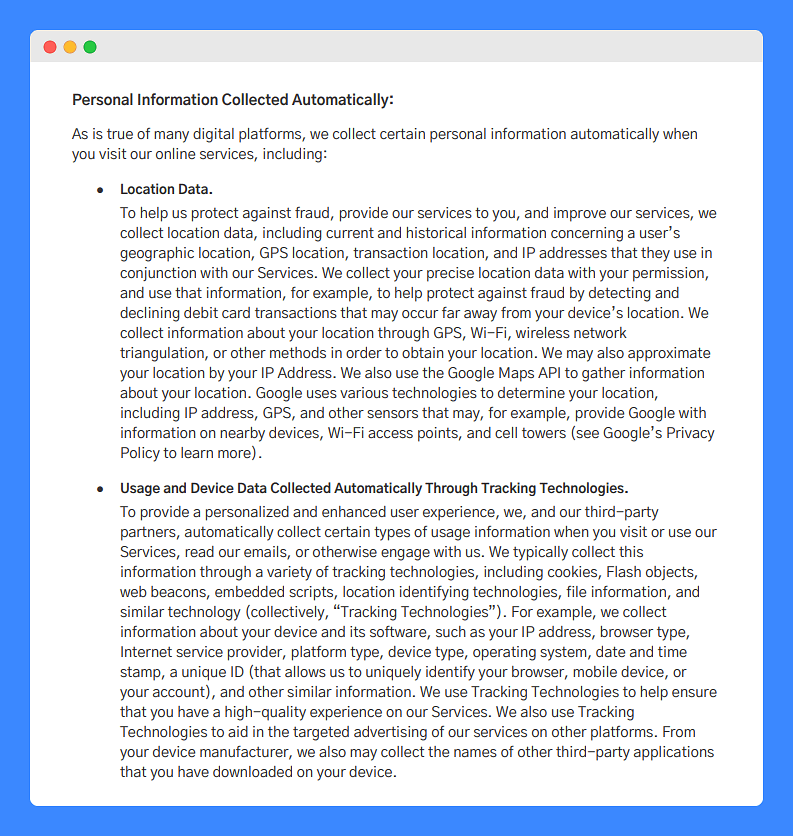 Personal Information Collected Automatically:
As is true of many digital platforms, we collect certain personal information automatically when
you visit our online services, including:
● Location Data.
To help us protect against fraud, provide our services to you, and improve our services, we
collect location data, including current and historical information concerning a user's
geographic location, GPS location, transaction location, and IP addresses that they use in
conjunction with our Services. We collect your precise location data with your permission,
and use that information, for example, to help protect against fraud by detecting and
declining debit card transactions that may occur far away from your device's location. We
collect information about your location through GPS, Wi-Fi, wireless network
triangulation, or other methods in order to obtain your location. We may also approximate
your location by your IP Address. We also use the Google Maps API to gather information
about your location. Google uses various technologies to determine your location,
including IP address, GPS, and other sensors that may, for example, provide Google with
information on nearby devices, Wi-Fi access points, and cell towers (see Google's Privacy
Policy to learn more).
● Usage and Device Data Collected Automatically Through Tracking Technologies.
To provide a personalized and enhanced user experience, we, and our third-party
partners, automatically collect certain types of usage information when you visit or use our
Services, read our emails, or otherwise engage with us. We typically collect this
information through a variety of tracking technologies, including cookies, Flash objects,
web beacons, embedded scripts, location identifying technologies, file information, and
similar technology (collectively, “Tracking Technologies”). For example, we collect
information about your device and its software, such as your IP address, browser type,
Internet service provider, platform type, device type, operating system, date and time
stamp, a unique ID (that allows us to uniquely identify your browser, mobile device, or
your account), and other similar information. We use Tracking Technologies to help ensure
that you have a high-quality experience on our Services. We also use Tracking
Technologies to aid in the targeted advertising of our services on other platforms. From
your device manufacturer, we also may collect the names of other third-party applications
that you have downloaded on your device.